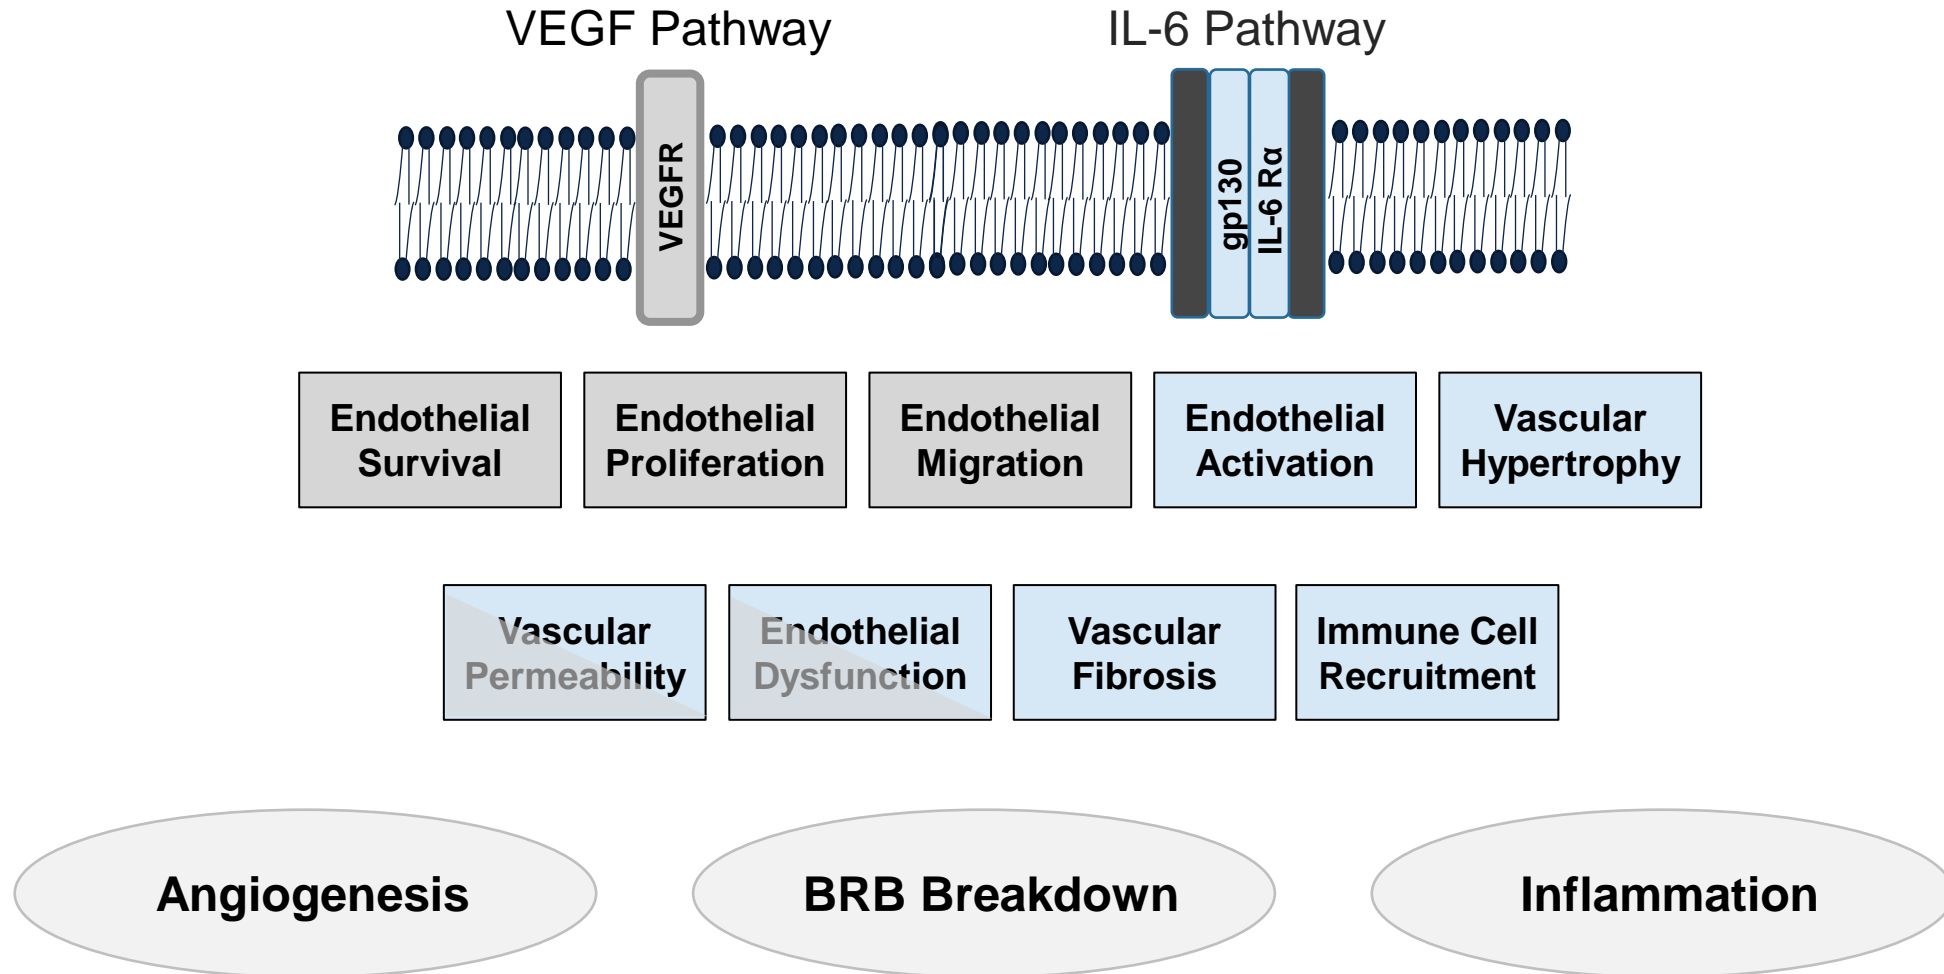 VEGF Pathway
IL-6 Pathway
VEGFR
gp130
IL-6 Rα
Endothelial
Survival
Endothelial
Proliferation
Endothelial
Migration
Endothelial
Activation
Vascular
Hypertrophy
Vascular
Permeability
Endothelial
Dysfunction
Vascular
Fibrosis
Immune Cell
Recruitment
Angiogenesis
BRB Breakdown
Inflammation